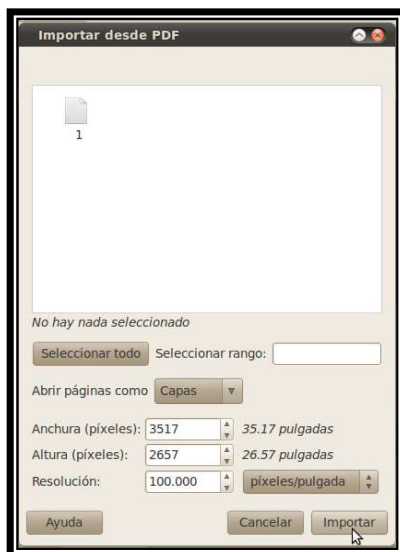 Importar desde PDF
1
No hay nada seleccionado
Seleccionar todo Seleccionar rango:
Abrir páginas como Capas
Anchura (píxeles): 3517 35.17 pulgadas
Altura (píxeles): 2657 26.57 pulgadas
Resolución: 100.000 píxeles/pulgada
Ayuda Cancelar Importar